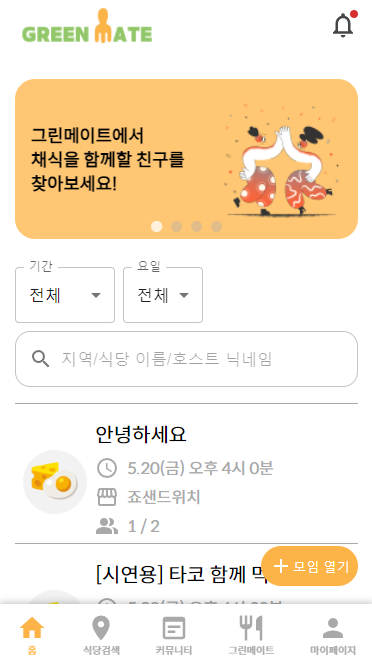 GREEN MATE
그린메이트에서
채식을 함께할 친구를
찾아보세요!
기간
요일
전체
전체
지역/식당 이름/호스트 닉네임
안녕하세요
5.20(금) 오후 4시 0분
죠샌드위치
1 / 2
[시연용] 타코 함께 먹
+ 모임 열기
홈
식당검색
커뮤니티
그린메이트
마이페이지